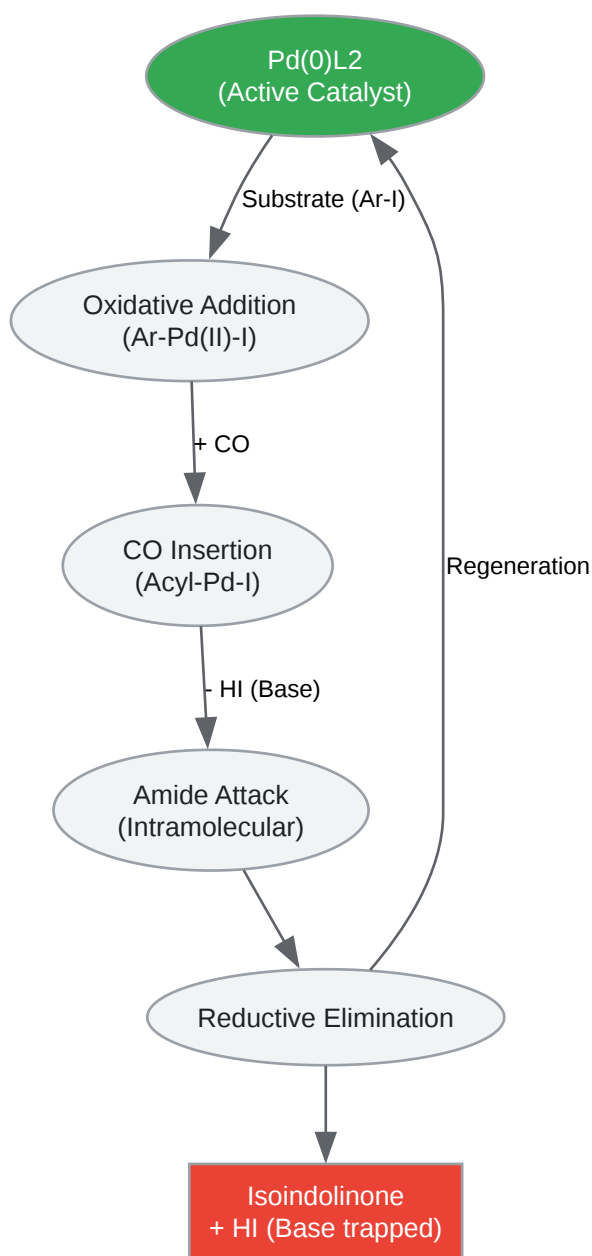 Pd(0)L2
(Active Catalyst)
Substrate (Ar-I)
Oxidative Addition
(Ar-Pd(II)-I)
+ CO
CO Insertion
(Acyl-Pd-I)
Regeneration
- HI (Base)
Amide Attack
(Intramolecular)
Reductive Elimination
Isoindolinone
+ HI (Base trapped)